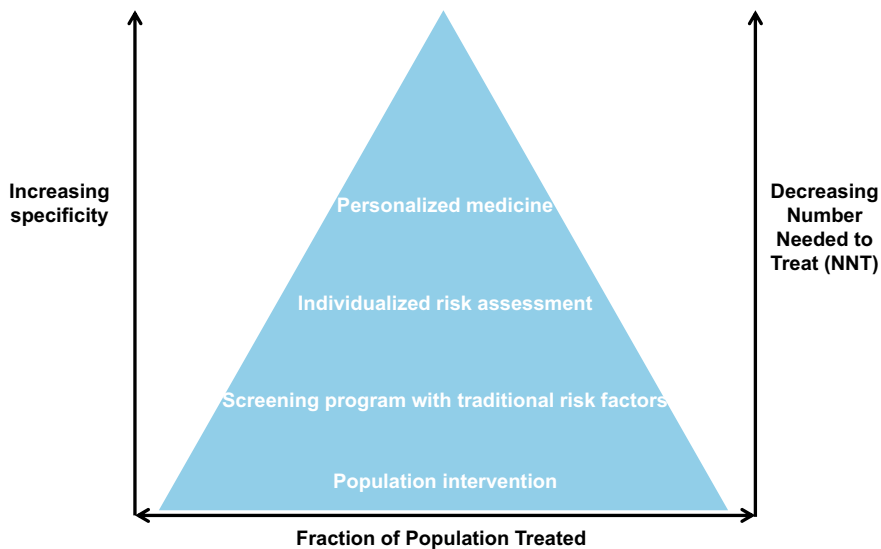 Increasing
specificity
Personalized medicine
Individualized risk assessment
Screening program with traditional risk factors
Population intervention
Decreasing
Number
Needed to
Treat (NNT)
Fraction of Population Treated